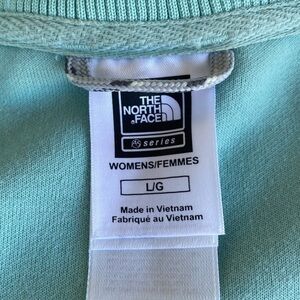 THE
NORTH
FACE
series
WOMENS/FEMMES
L/G
Made in Vietnam
Fabriqué au Vietnam